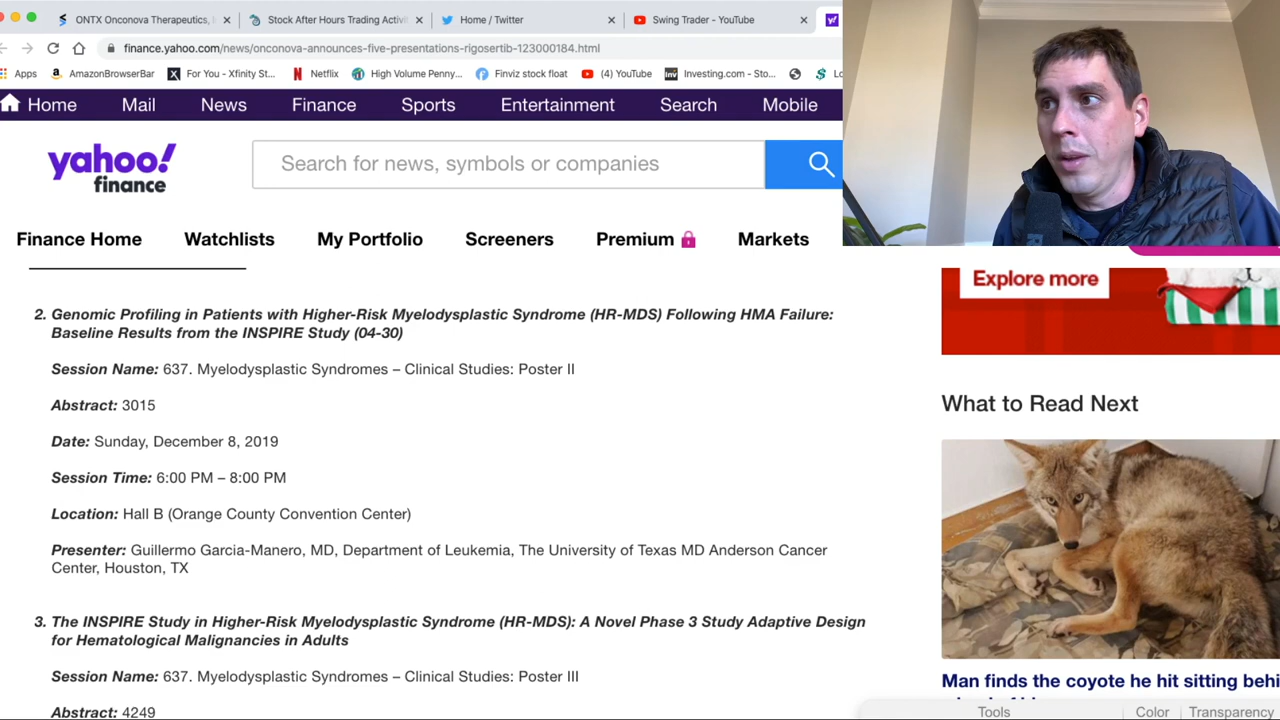 ONTX Onconova Therapeutics, I
Stock After Hours Trading Activi
Home / Twitter
Swing Trader - YouTube
finance.yahoo.com/news/onconova-announces-five-presentations-rigosertib-123000184.html
Apps
AmazonBrowserBar
For You - Xfinity St...
Netflix
High Volume Penny...
Finviz stock float
(4) YouTube
Investing.com - Sto...
Home
Mail
News
Finance
Sports
Entertainment
Search
Mobile
yahoo!
finance
Search for news, symbols or companies
Finance Home
Watchlists
My Portfolio
Screeners
Premium
Markets
Explore more
2. Genomic Profiling in Patients with Higher-Risk Myelodysplastic Syndrome (HR-MDS) Following HMA Failure:
Baseline Results from the INSPIRE Study (04-30)
Session Name: 637. Myelodysplastic Syndromes – Clinical Studies: Poster II
Abstract: 3015
Date: Sunday, December 8, 2019
Session Time: 6:00 PM – 8:00 PM
Location: Hall B (Orange County Convention Center)
Presenter: Guillermo Garcia-Manero, MD, Department of Leukemia, The University of Texas MD Anderson Cancer
Center, Houston, TX
3. The INSPIRE Study in Higher-Risk Myelodysplastic Syndrome (HR-MDS): A Novel Phase 3 Study Adaptive Design
for Hematological Malignancies in Adults
Session Name: 637. Myelodysplastic Syndromes – Clinical Studies: Poster III
Abstract: 4249
What to Read Next
Man finds the coyote he hit sitting behi
Tools
Color
Transparency